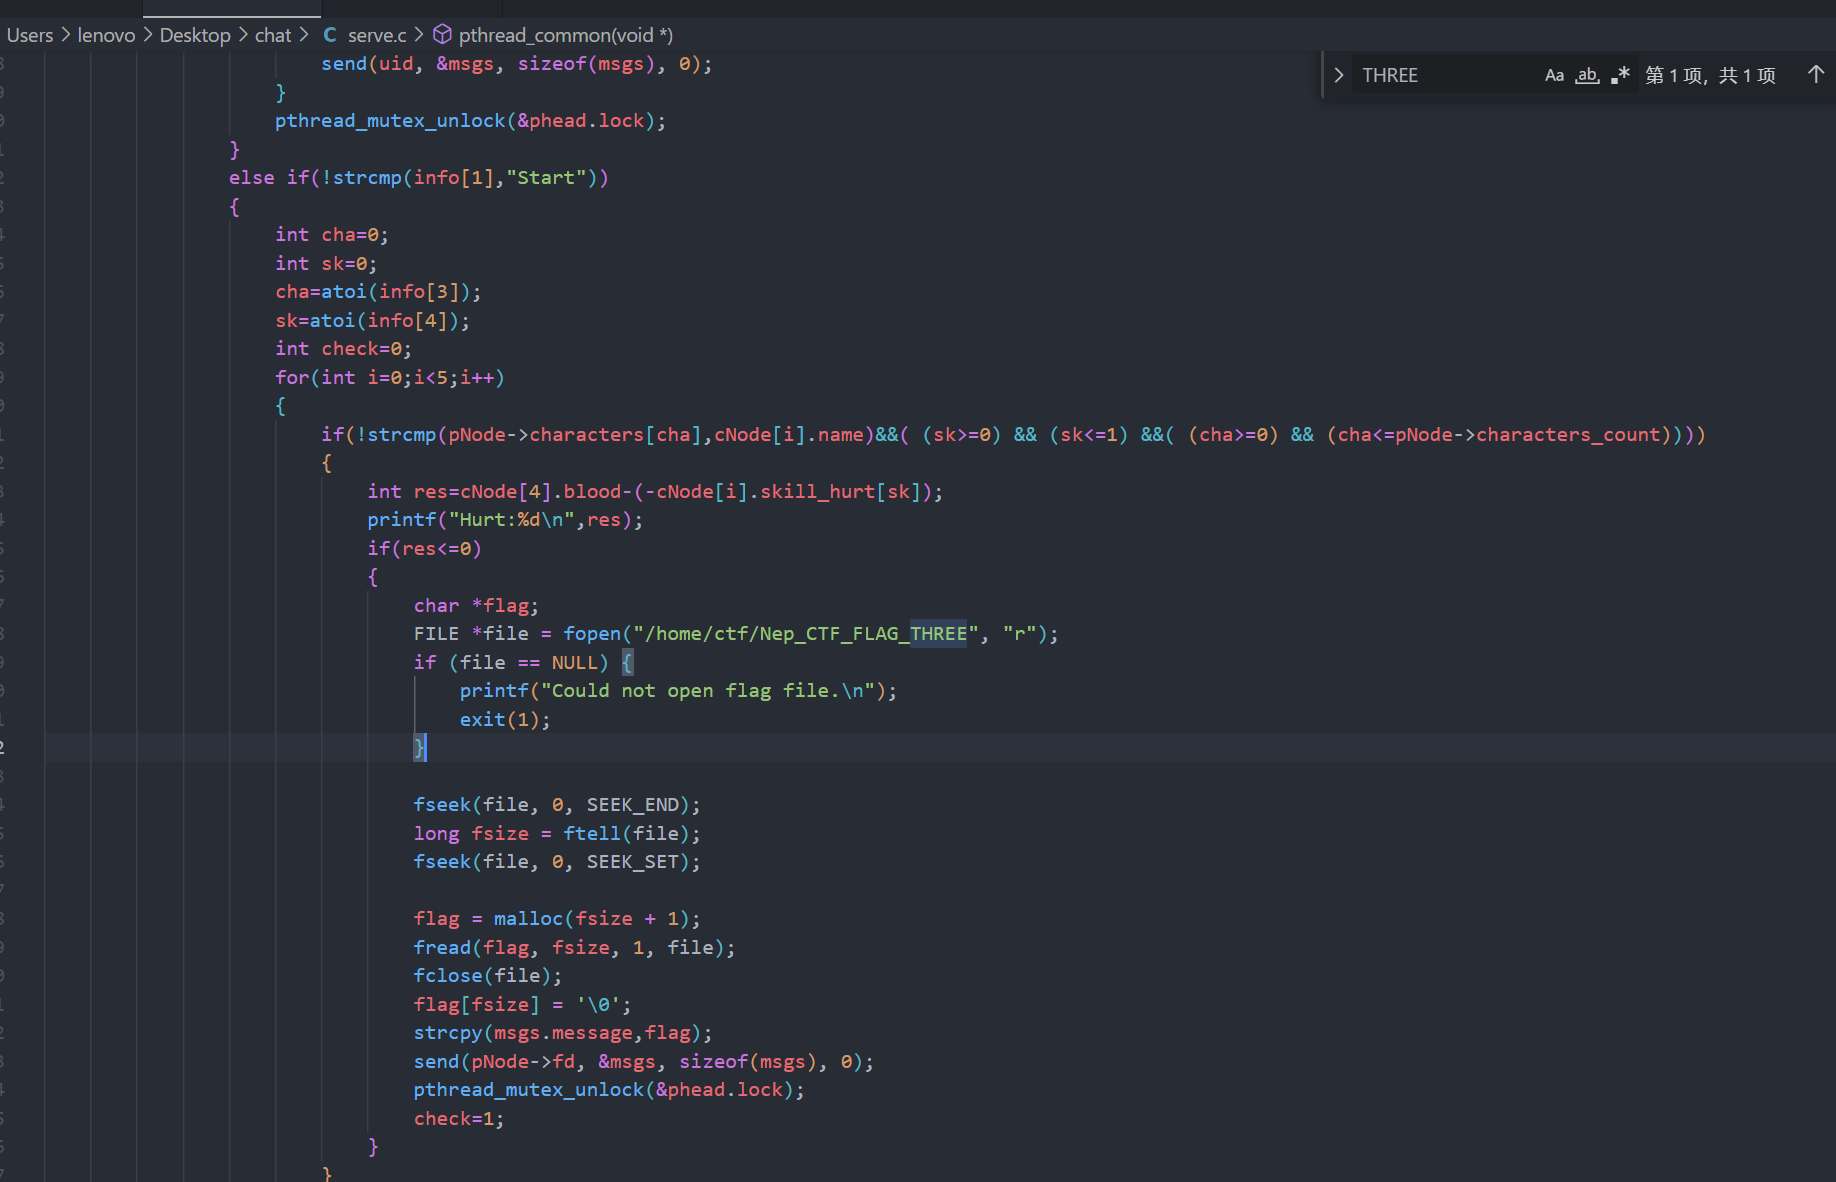 Users > lenovo > Desktop > chat > C serve.c > pthread_common(void *)
THREE Aa ab .* 第 1 项, 共 1 项 ↑
send(uid, &msgs, sizeof(msgs), 0);
}
pthread_mutex_unlock(&phead.lock);
}
else if(!strcmp(info[1],"Start"))
{
int cha=0;
int sk=0;
cha=atoi(info[3]);
sk=atoi(info[4]);
int check=0;
for(int i=0;i<5;i++)
{
if(!strcmp(pNode->characters[cha],cNode[i].name)&&( (sk>=0) && (sk<=1) &&( (cha>=0) && (cha<=pNode->characters_count))))
{
int res=cNode[4].blood-(-cNode[i].skill_hurt[sk]);
printf("Hurt:%d\n",res);
if(res<=0)
{
char *flag;
FILE *file = fopen("/home/ctf/Nep_CTF_FLAG_THREE", "r");
if (file == NULL) {
printf("Could not open flag file.\n");
exit(1);
}
fseek(file, 0, SEEK_END);
long fsize = ftell(file);
fseek(file, 0, SEEK_SET);
flag = malloc(fsize + 1);
fread(flag, fsize, 1, file);
fclose(file);
flag[fsize] = '\0';
strcpy(msgs.message,flag);
send(pNode->fd, &msgs, sizeof(msgs), 0);
pthread_mutex_unlock(&phead.lock);
check=1;
}
}